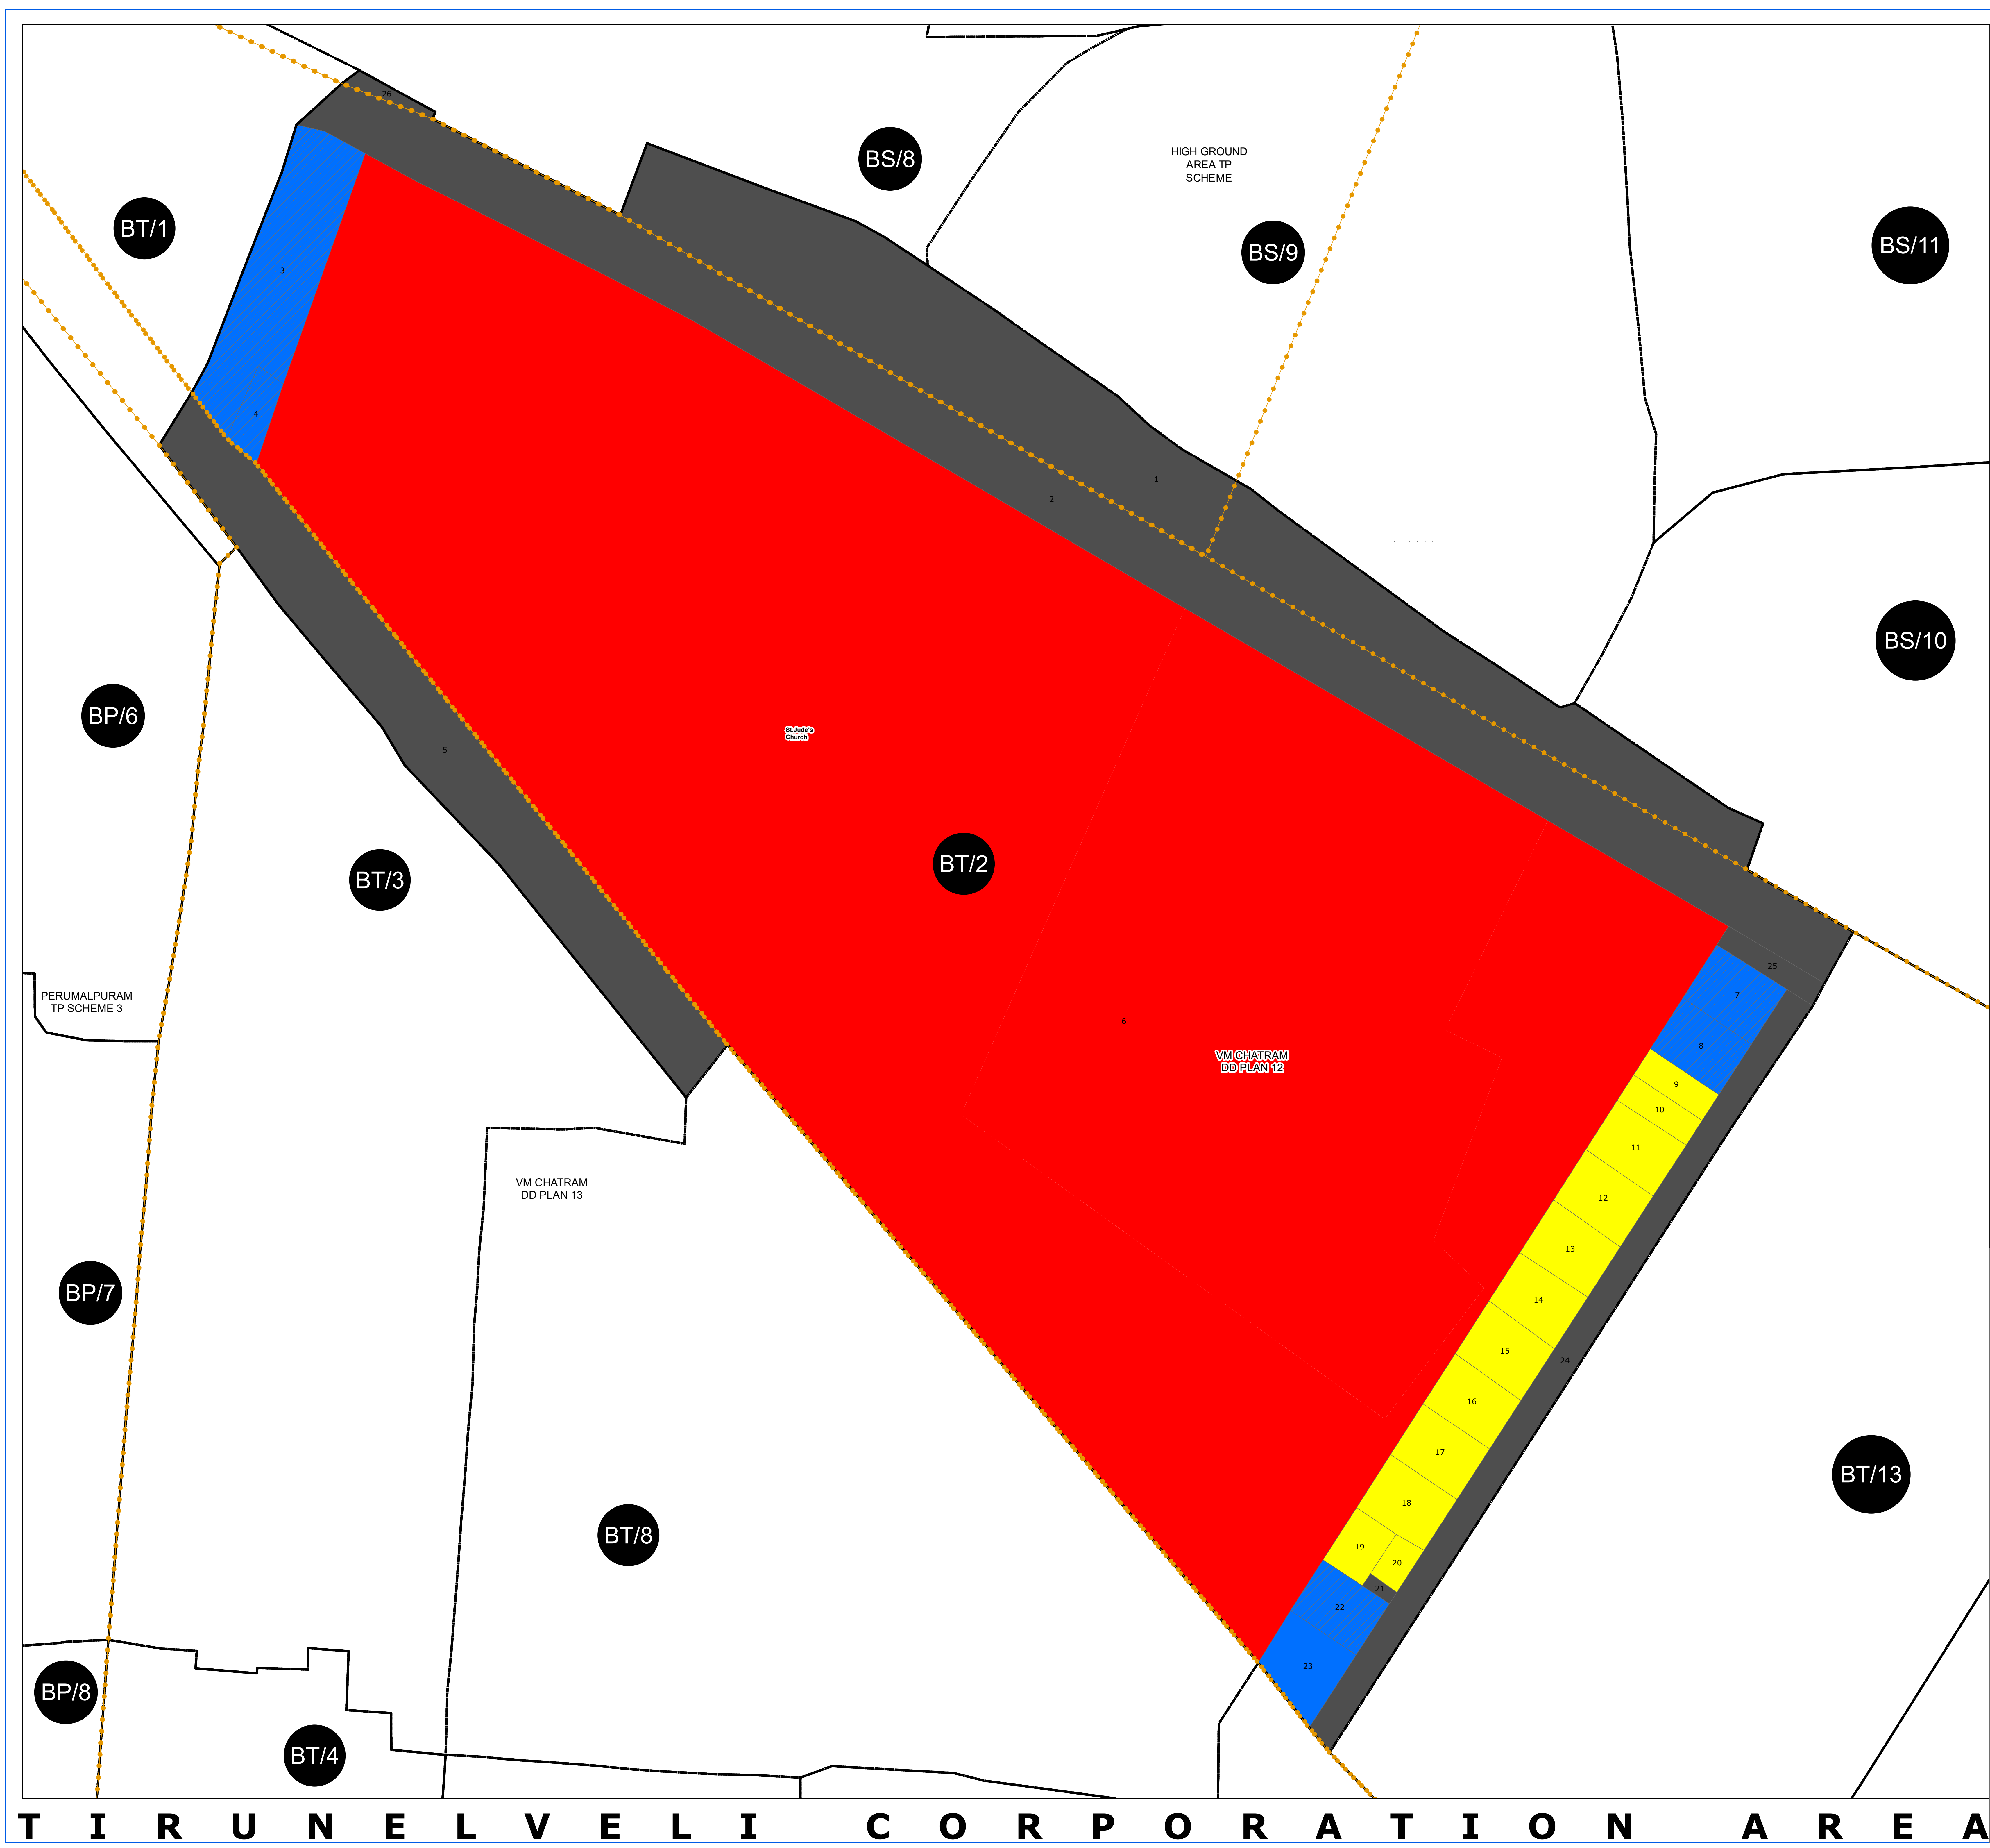 26
BS/8
HIGH GROUND
AREA TP
SCHEME
BT/1
BS/9
BS/11
3
4
1
2
BS/10
BP/6
St.Jude's
Church
5
BT/2
BT/3
25
7
PERUMALPURAM
TP SCHEME 3
6
8
VM CHATRAM
DD PLAN 12
9
10
11
VM CHATRAM
DD PLAN 13
12
13
BP/7
14
15
24
16
17
BT/13
18
BT/8
19
20
21
22
23
BP/8
BT/4
TIRUNELVELI CORPORATION AREA